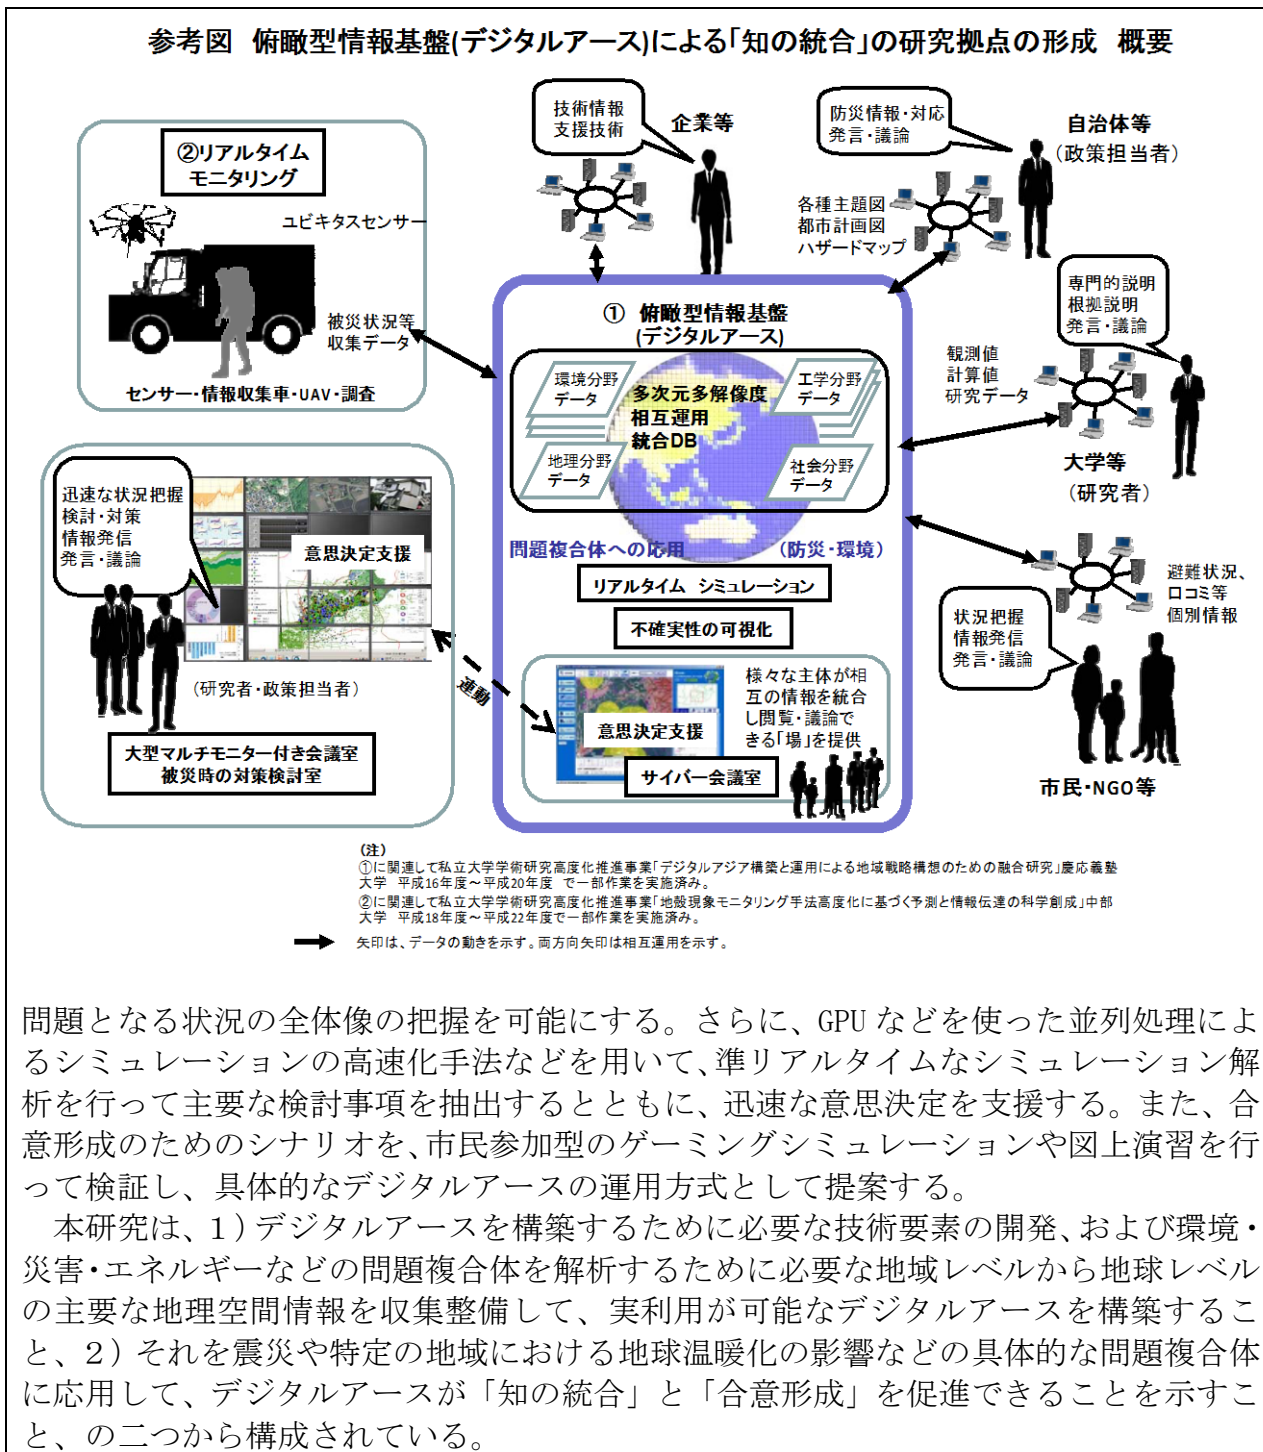 参考図 俯瞰型情報基盤(デジタルアース)による「知の統合」の研究拠点の形成 概要
②リアルタイム
モニタリング
ユビキタスセンサー
被災状況等
収集データ
センサー・情報収集車・UAV・調査
技術情報
支援技術
企業等
防災情報・対応
発言・議論
自治体等
(政策担当者)
各種主題図
都市計画図
ハザードマップ
専門的説明
根拠説明
発言・議論
観測値
計算値
研究データ
大学等
(研究者)
① 俯瞰型情報基盤
(デジタルアース)
環境分野
データ
工学分野
データ
多次元多解像度
相互運用
統合DB
地理分野
データ
社会分野
データ
問題複合体への応用 (防災・環境)
リアルタイム シミュレーション
不確実性の可視化
様々な主体が相
互の情報を統合
し閲覧・議論で
きる「場」を提供
意思決定支援
サイバー会議室
迅速な状況把握
検討・対策
情報発信
発言・議論
意思決定支援
(研究者・政策担当者)
連動
大型マルチモニター付き会議室
被災時の対策検討室
避難状況、
口コミ等
個別情報
状況把握
情報発信
発言・議論
市民・NGO等
(注)
①に関連して私立大学学術研究高度化推進事業「デジタルアジア構築と運用による地域戦略構想のための融合研究」慶応義塾
大学 平成16年度～平成20年度 で一部作業を実施済み。
②に関連して私立大学学術研究高度化推進事業「地殻現象モニタリング手法高度化に基づく予測と情報伝達の科学創成」中部
大学 平成18年度～平成22年度で一部作業を実施済み。
矢印は、データの動きを示す。両方向矢印は相互運用を示す。
問題となる状況の全体像の把握を可能にする。さらに、GPU などを使った並列処理によ
るシミュレーションの高速化手法などを用いて、準リアルタイムなシミュレーション解
析を行って主要な検討事項を抽出するとともに、迅速な意思決定を支援する。また、合
意形成のためのシナリオを、市民参加型のゲーミングシミュレーションや図上演習を行
って検証し、具体的なデジタルアースの運用方式として提案する。
本研究は、１）デジタルアースを構築するために必要な技術要素の開発、および環境・
災害・エネルギーなどの問題複合体を解析するために必要な地域レベルから地球レベル
の主要な地理空間情報を収集整備して、実利用が可能なデジタルアースを構築するこ
と、２）それを震災や特定の地域における地球温暖化の影響などの具体的な問題複合体
に応用して、デジタルアースが「知の統合」と「合意形成」を促進できることを示すこ
と、の二つから構成されている。